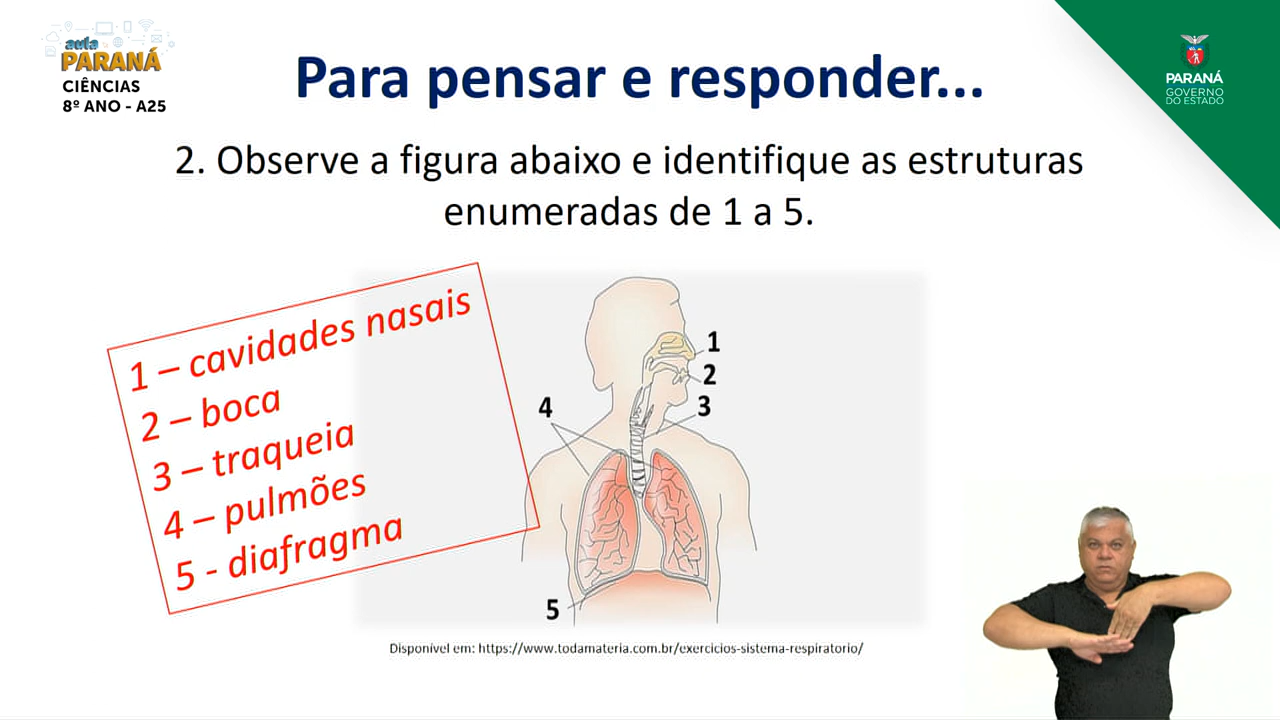 aula
PARANÁ
CIÊNCIAS
8º ANO - A25
Para pensar e responder...
PARANÁ
GOVERNO
DO ESTADO
2. Observe a figura abaixo e identifique as estruturas
enumeradas de 1 a 5.
1 – cavidades nasais
2 – boca
3 – traqueia
4 – pulmões
5 - diafragma
1
2
3
4
5
Disponível em: https://www.todamateria.com.br/exercicios-sistema-respiratorio/